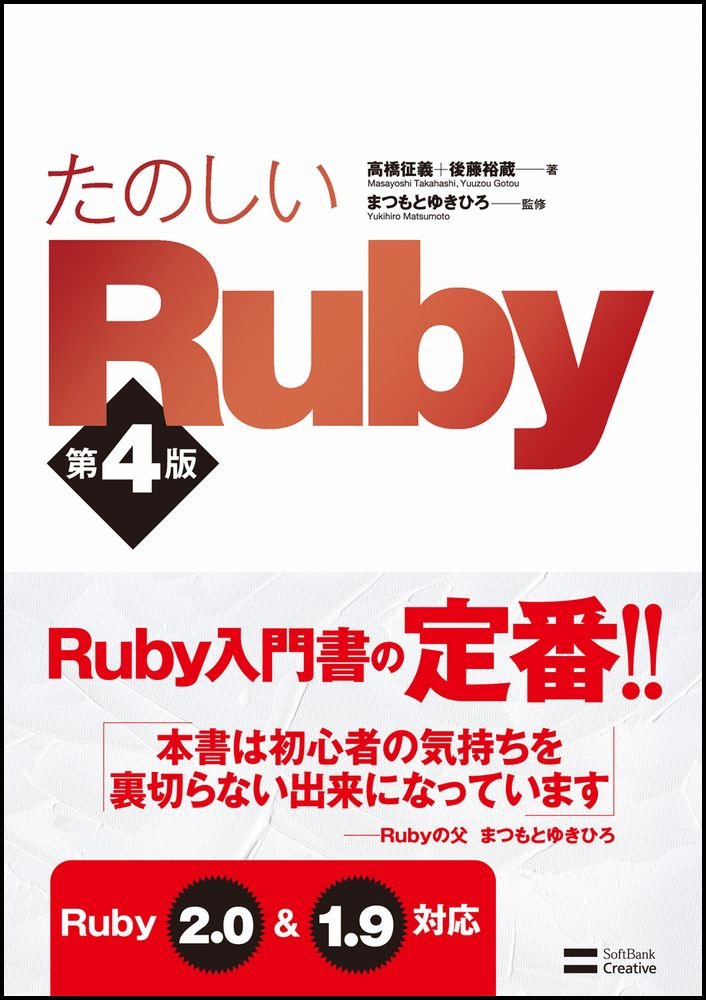 たのしい
高橋征義＋後藤裕蔵──著
Masayoshi Takahashi, Yuuzou Gotou
まつもとゆきひろ──監修
Yukihiro Matsumoto
Ruby
第4版
Ruby入門書の定番!!
「本書は初心者の気持ちを
裏切らない出来になっています」
──Rubyの父 まつもとゆきひろ
Ruby 2.0 & 1.9 対応
SoftBank
Creative